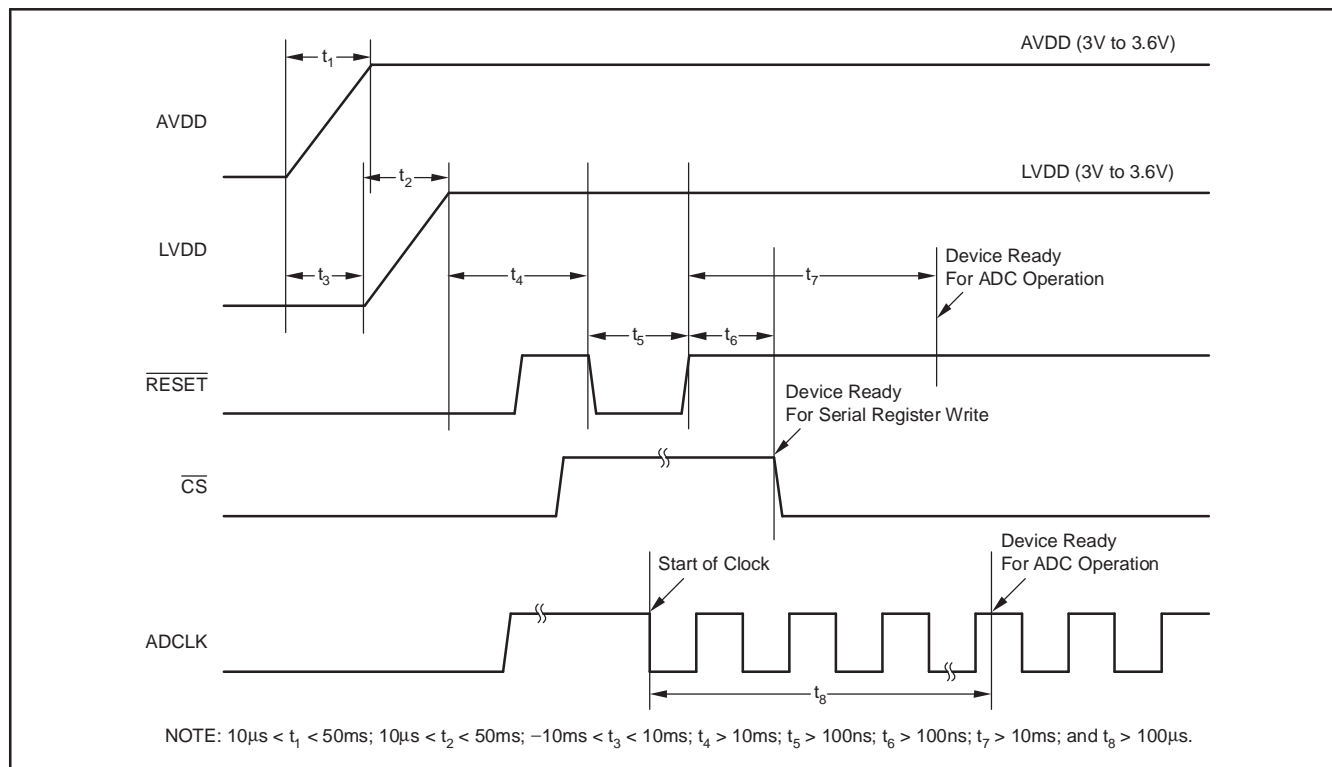 AVDD (3V to 3.6V)
t1
AVDD
t2
LVDD (3V to 3.6V)
LVDD
t3
t4
t7
Device Ready
For ADC Operation
t5
t6
RESET
Device Ready
For Serial Register Write
CS
Start of Clock
Device Ready
For ADC Operation
ADCLK
t8
NOTE: 10μs < t1 < 50ms; 10μs < t2 < 50ms; −10ms < t3 < 10ms; t4 > 10ms; t5 > 100ns; t6 > 100ns; t7 > 10ms; and t8 > 100μs.